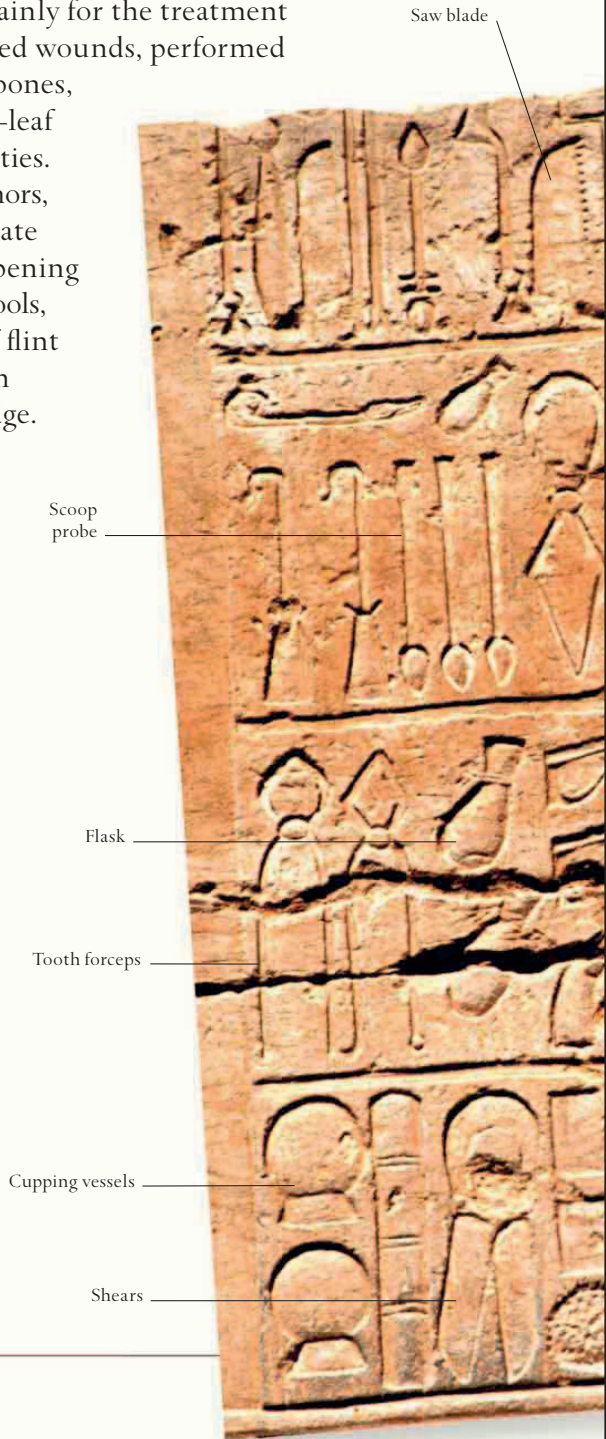 ainly for the treatment
ed wounds, performed
bones,
-leaf
ties.
nors,
ate
pening
ools,
flint
n
ge.
Saw blade
Scoop
probe
Flask
Tooth forceps
Cupping vessels
Shears